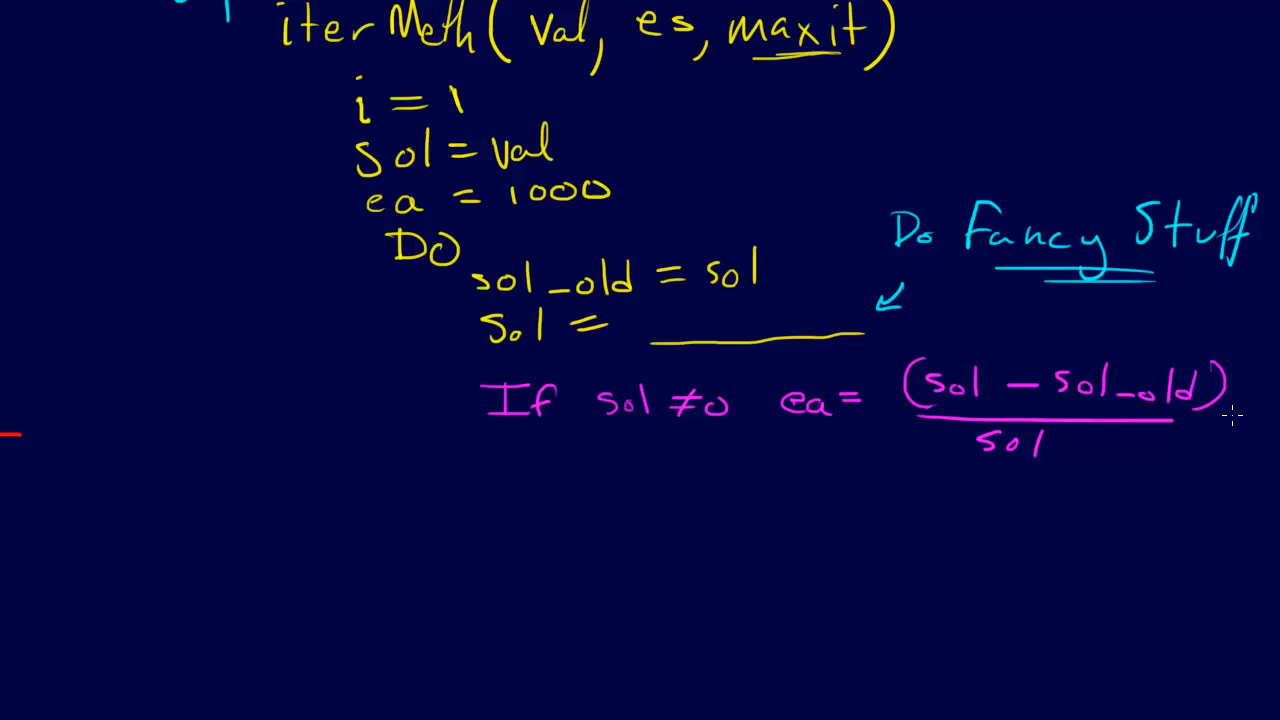 iterMeth(val, es, maxit)
i = 1
sol = val
ea = 1000
DO
Do Fancy Stuff
sol_old = sol
sol = ________
If sol ≠ 0 ea = (sol - sol_old)
sol